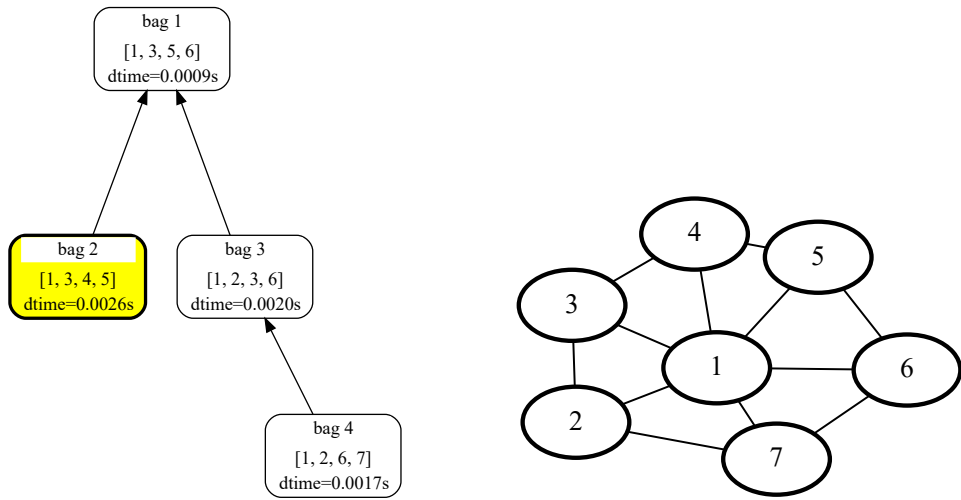 bag 1
[1, 3, 5, 6]
dtime=0.0009s
bag 2
[1, 3, 4, 5]
dtime=0.0026s
bag 3
[1, 2, 3, 6]
dtime=0.0020s
bag 4
[1, 2, 6, 7]
dtime=0.0017s
4
5
3
1
6
2
7